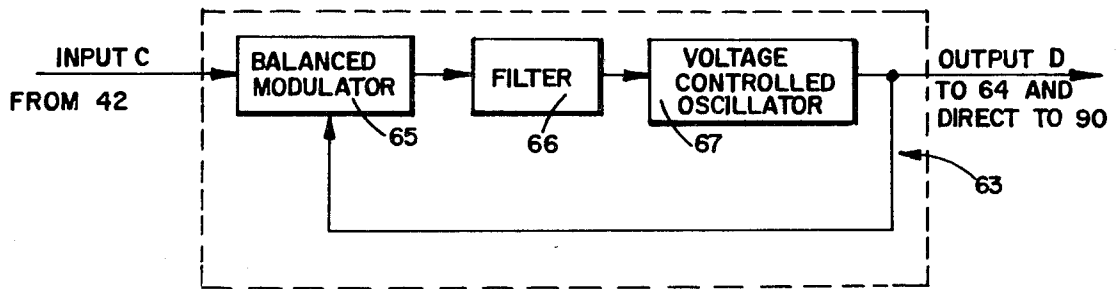 INPUT C
FROM 42
BALANCED
MODULATOR
65
FILTER
66
VOLTAGE
CONTROLLED
OSCILLATOR
67
OUTPUT D
TO 64 AND
DIRECT TO 90
63